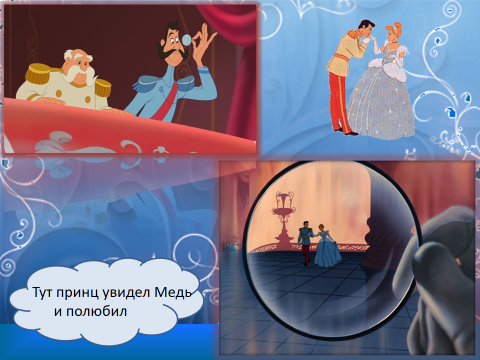 Тут принц увидел Медь
и полюбил